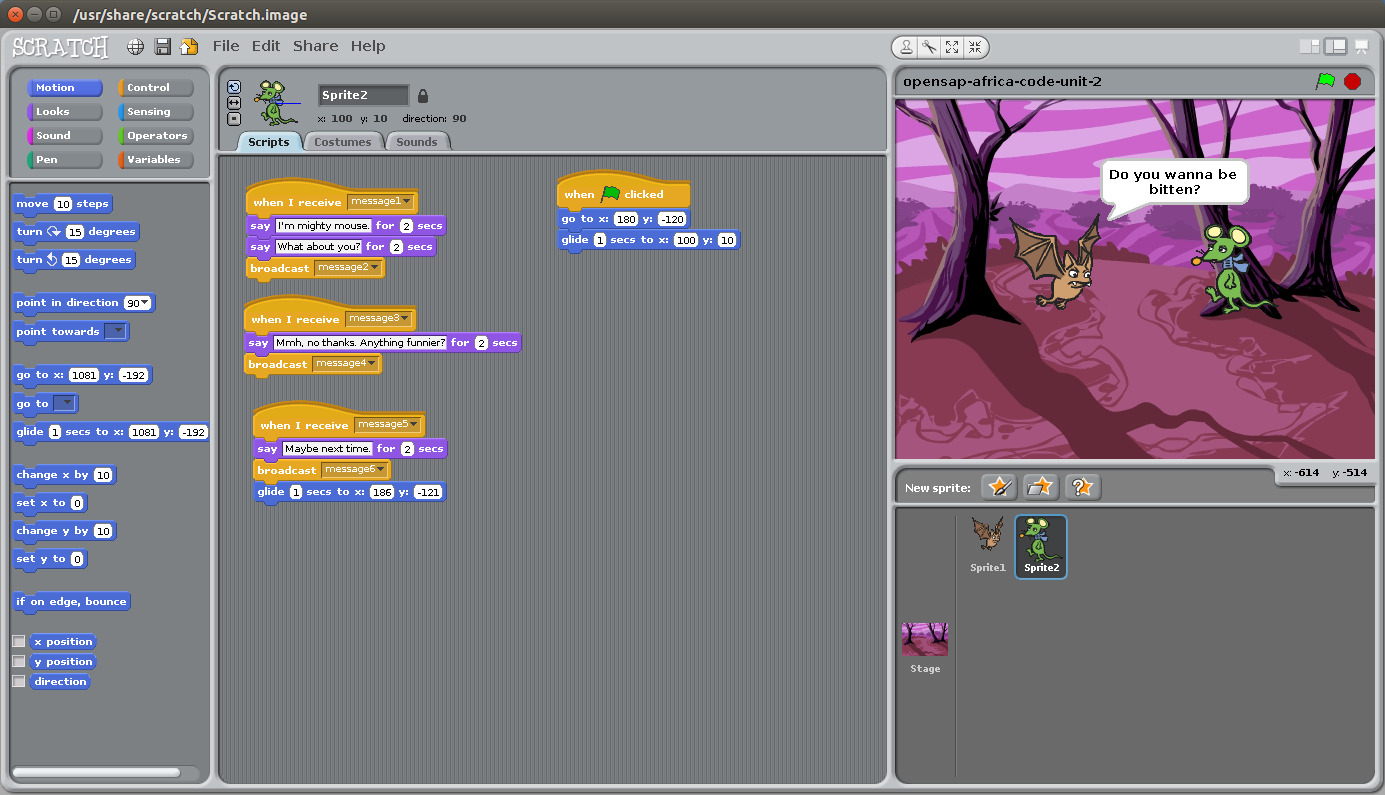 /usr/share/scratch/Scratch.image
SCRATCH
File Edit Share Help
Motion Control
Looks Sensing
Sound Operators
Pen Variables
move 10 steps
turn 15 degrees
turn 15 degrees
point in direction 90
point towards
go to x: 1081 y: -192
go to
glide 1 secs to x: 1081 y: -192
change x by 10
set x to 0
change y by 10
set y to 0
if on edge, bounce
x position
y position
direction
Sprite2
x: 100 y: 10 direction: 90
Scripts Costumes Sounds
when I receive message1
say I'm mighty mouse. for 2 secs
say What about you? for 2 secs
broadcast message2
when I receive message3
say Mmh, no thanks. Anything funnier? for 2 secs
broadcast message4
when I receive message5
say Maybe next time. for 2 secs
broadcast message6
glide 1 secs to x: 186 y: -121
when clicked
go to x: 180 y: -120
glide 1 secs to x: 100 y: 10
opensap-africa-code-unit-2
Do you wanna be
bitten?
x: -614 y: -514
New sprite:
Sprite1 Sprite2
Stage